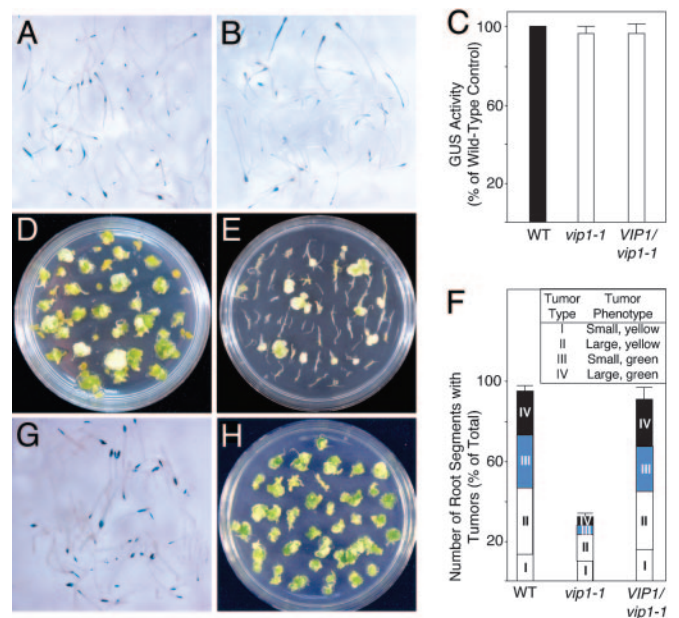 A
B
C
GUS Activity
(% of Wild-Type Control)
100
60
20
WT
vip1-1
VIP1/
vip1-1
D
E
F
Tumor Type
Tumor Phenotype
I Small, yellow
II Large, yellow
III Small, green
IV Large, green
Number of Root Segments with
Tumors (% of Total)
100
60
20
IV
III
II
I
IV
III
II
I
IV
III
II
I
WT
vip1-1
VIP1/
vip1-1
G
H